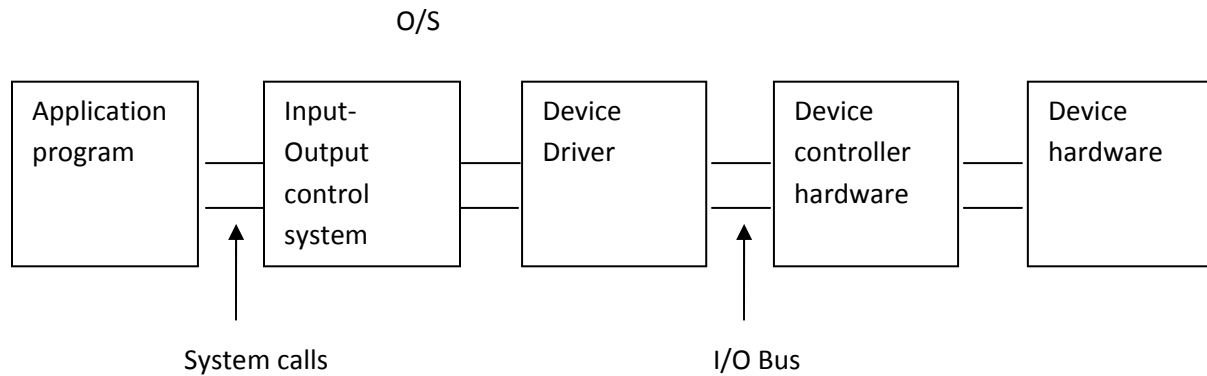 O/S
Application
program
Input-
Output
control
system
Device
Driver
Device
controller
hardware
Device
hardware
System calls
I/O Bus